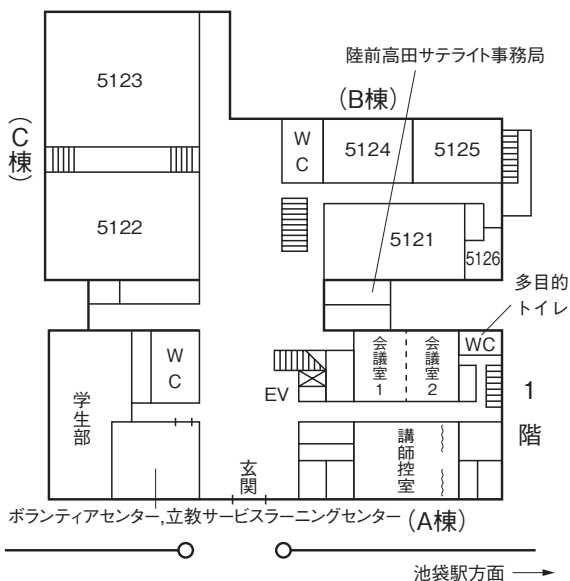 陸前高田サテライト事務局
(B棟)
5123
(C棟)
WC
5124
5125
5122
5121
5126
多目的
トイレ
WC
会議室1
会議室2
WC
EV
学生部
1階
講師控室
玄関
ボランティアセンター,立教サービスラーニングセンター
(A棟)
池袋駅方面